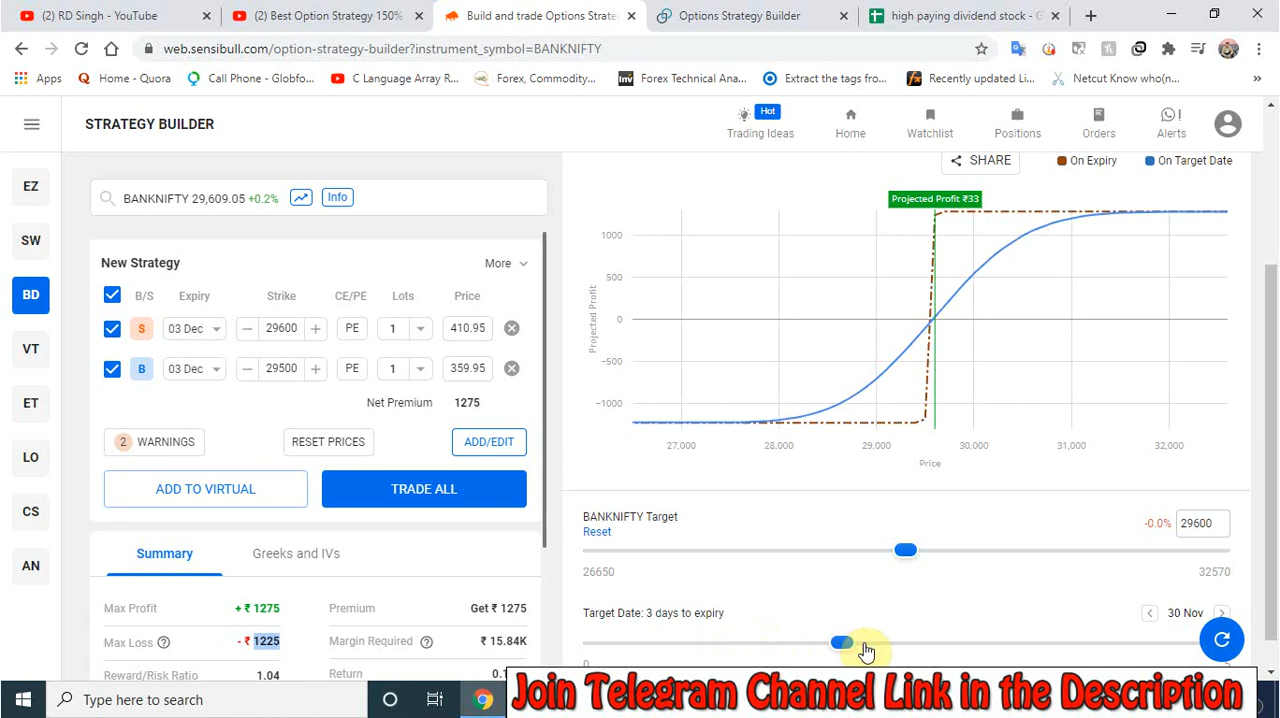 (2) RD Singh - YouTube
(2) Best Option Strategy 150%
Build and trade Options Strate
Options strategy Builder
high paying dividend stock - G
web.sensibull.com/option-strategy-builder?instrument_symbol=BANKNIFTY
Apps
Home - Quora
Call Phone - Globfo...
C Language Array R...
Forex, Commodity...
Forex Technical Ana...
Extract the tags fro...
Recently updated Li...
Netcut Know who(n...
STRATEGY BUILDER
Hot
Trading Ideas
Home
Watchlist
Positions
Orders
Alerts
EZ
SW
BD
VT
ET
LO
CS
AN
BANKNIFTY 29,609.05 +0.2%
Info
New Strategy
More
B/S Expiry Strike CE/PE Lots Price
S 03 Dec 29600 PE 1 410.95
B 03 Dec 29500 PE 1 359.95
Net Premium 1275
2 WARNINGS
RESET PRICES
ADD/EDIT
ADD TO VIRTUAL
TRADE ALL
Summary
Greeks and IVs
Max Profit + ₹ 1275
Premium Get ₹ 1275
Max Loss - ₹ 1225
Margin Required ₹ 15.84K
Reward/Risk Ratio 1.04
Return
SHARE
On Expiry
On Target Date
Projected Profit ₹33
Projected Profit
1000
500
0
−500
−1000
27,000
28,000
29,000
30,000
31,000
32,000
Price
BANKNIFTY Target
Reset
-0.0% 29600
26650
32570
Target Date: 3 days to expiry
30 Nov
Type here to search
Join Telegram Channel Link in the Description